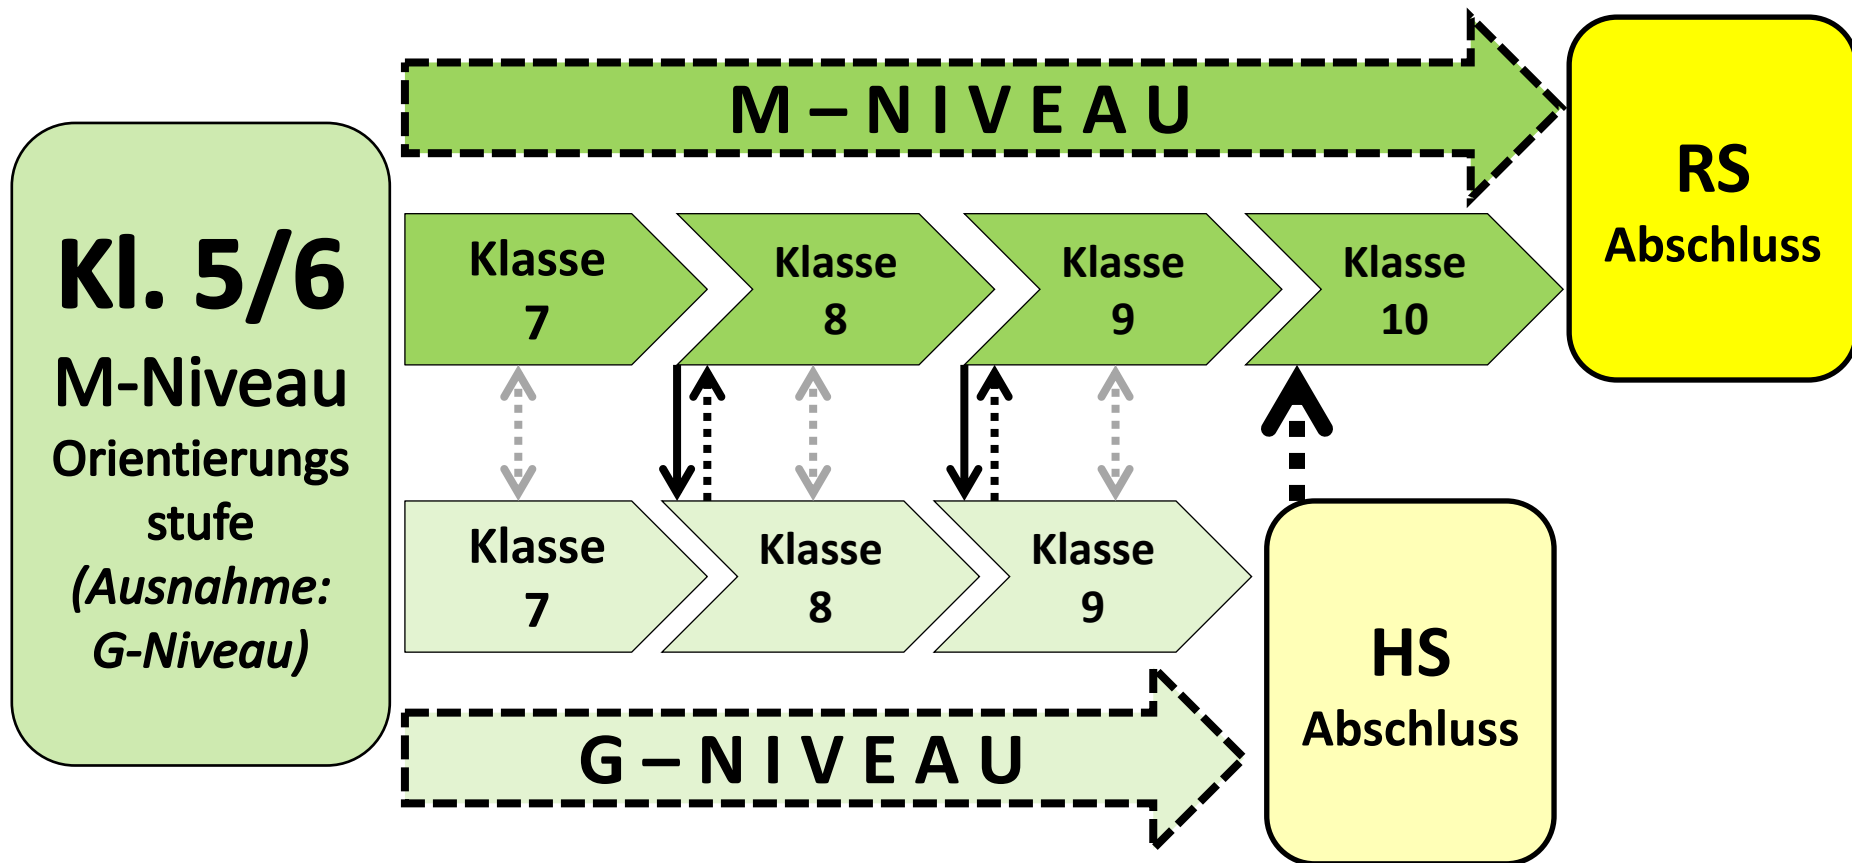 M – N I V E A U
RS
Abschluss
Kl. 5/6
M-Niveau
Orientierungs
stufe
(Ausnahme:
G-Niveau)
Klasse
7
Klasse
8
Klasse
9
Klasse
10
Klasse
7
Klasse
8
Klasse
9
HS
Abschluss
G – N I V E A U